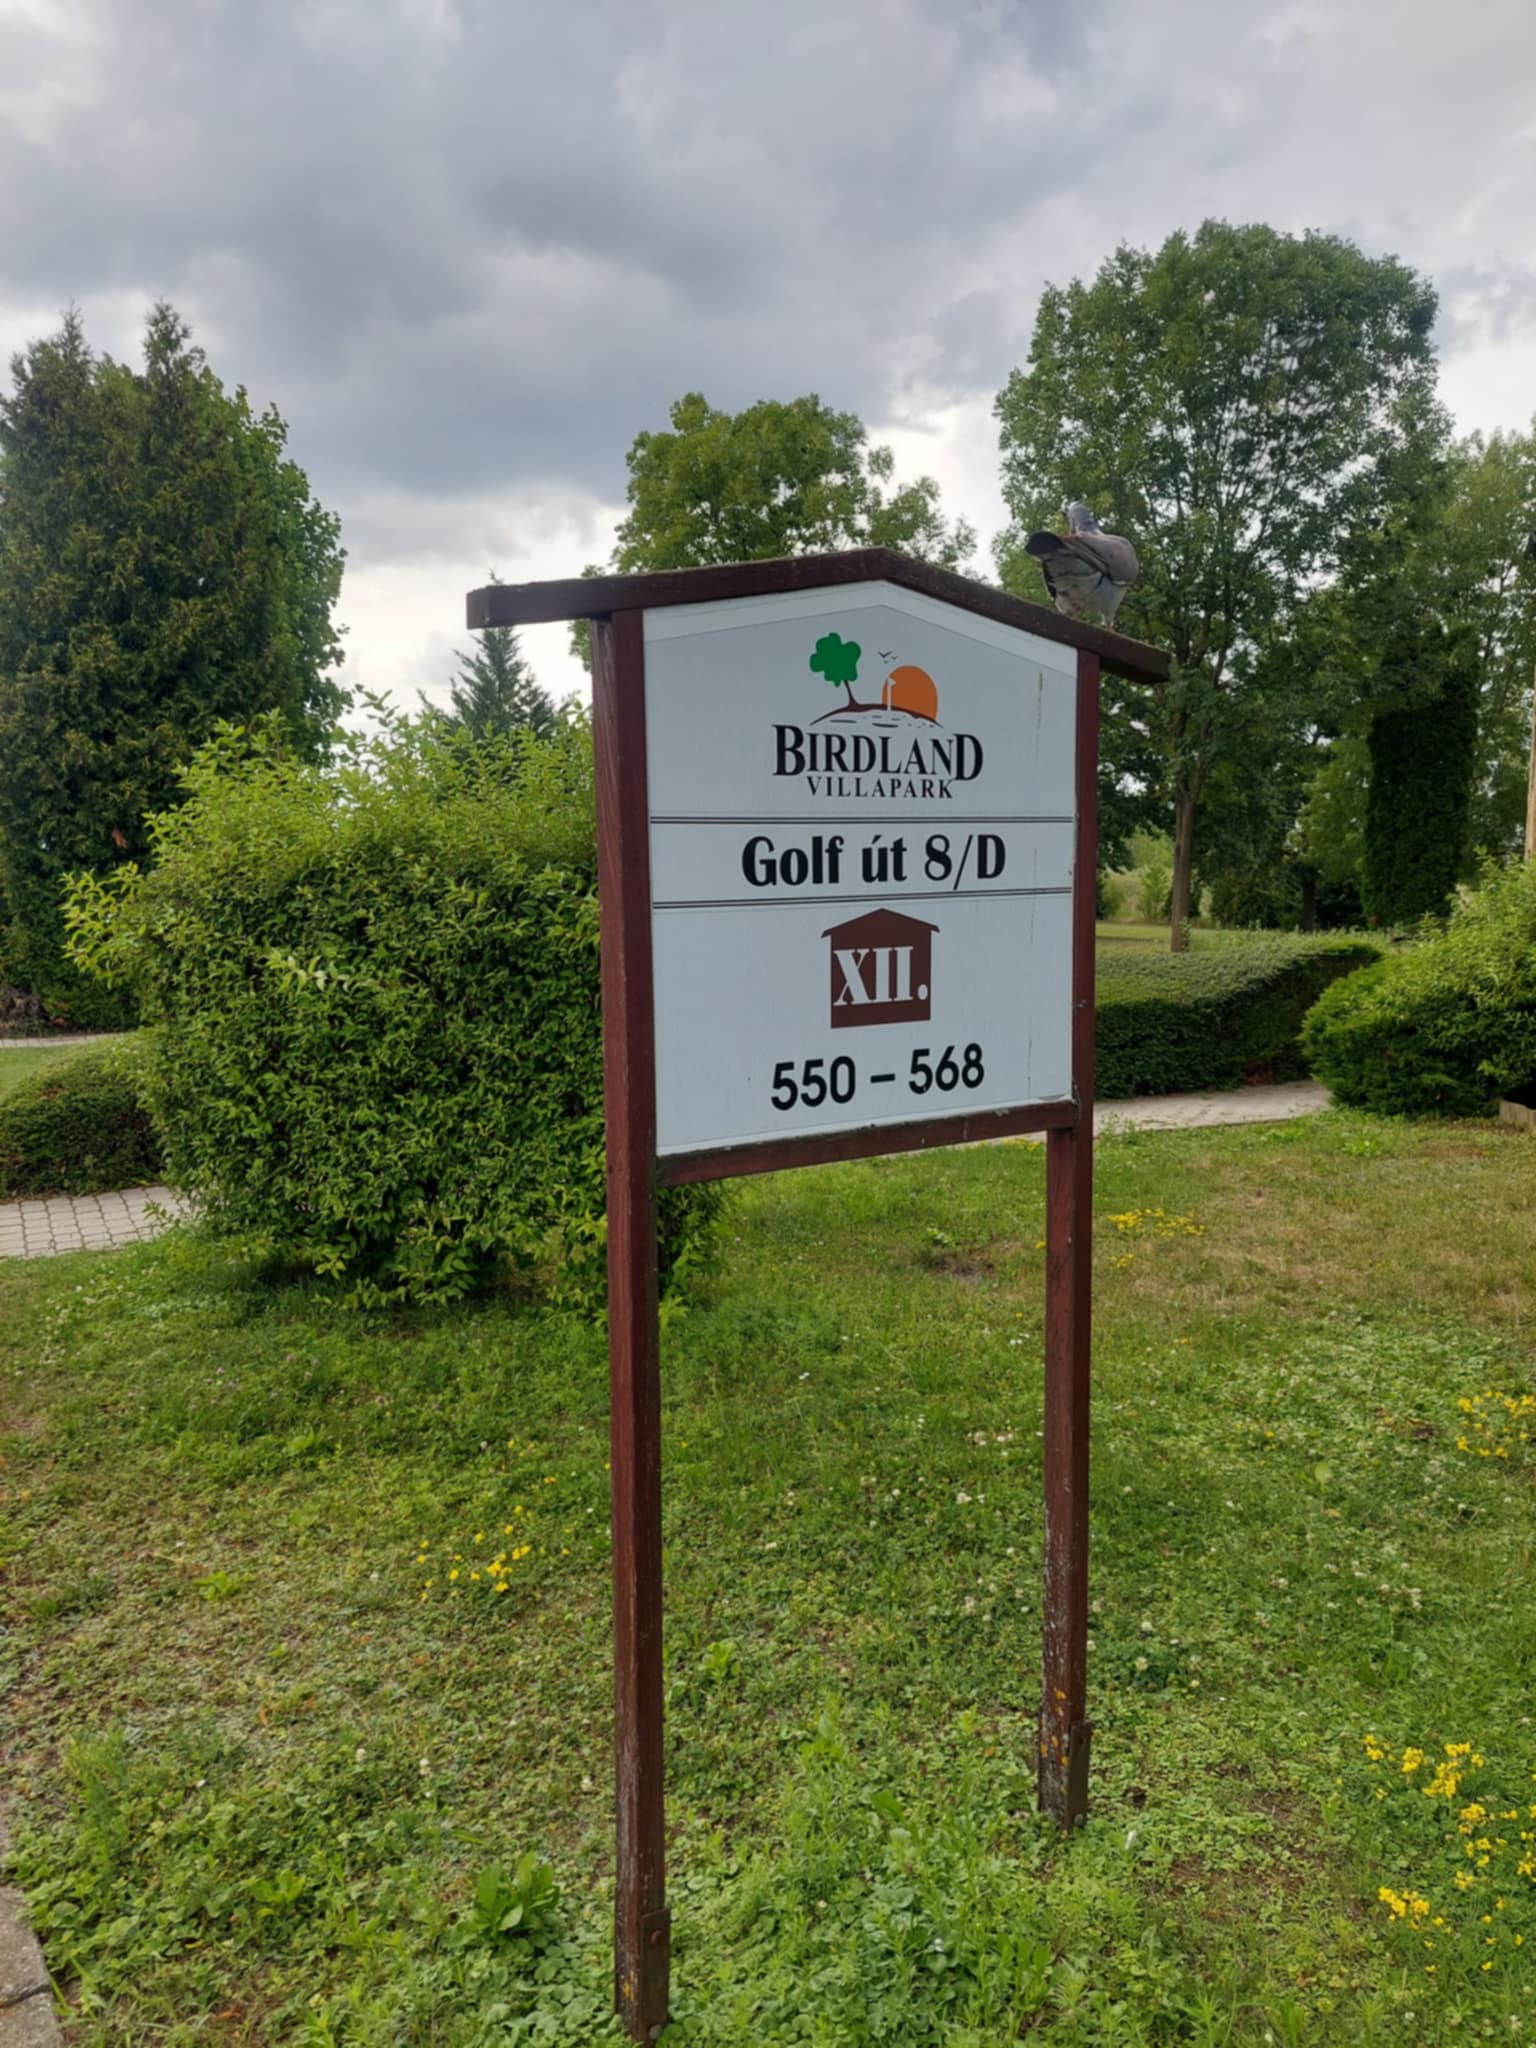 BIRDLAND
VILLAPARK
Golf út 8/D
XII.
550 – 568